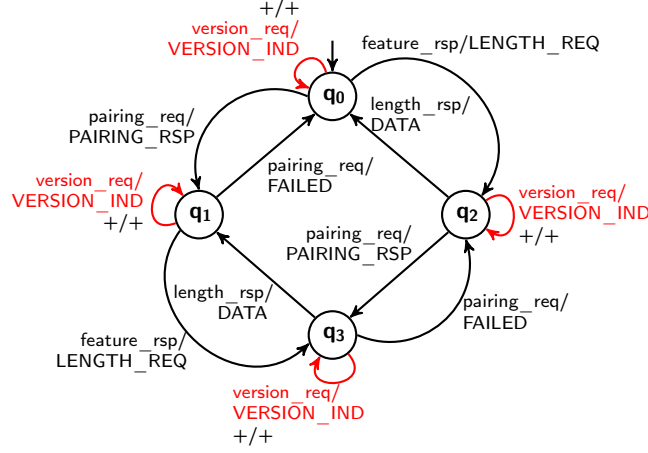 +/+
version_req/
VERSION_IND
feature_rsp/LENGTH_REQ
q0
pairing_req/
PAIRING_RSP
length_rsp/
DATA
pairing_req/
FAILED
version_req/
VERSION_IND
+/+
q1
q2
version_req/
VERSION_IND
+/+
pairing_req/
PAIRING_RSP
length_rsp/
DATA
pairing_req/
FAILED
feature_rsp/
LENGTH_REQ
q3
version_req/
VERSION_IND
+/+